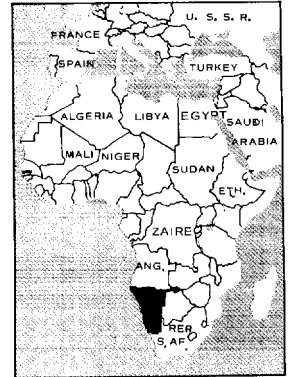 U. S. S. R.
FRANCE
SPAIN
TURKEY
ALGERIA
LIBYA
EGYPT
SAUDI
ARABIA
MALI
NIGER
SUDAN
ETH.
ZAIRE
ANG.
REP.
S. AF.